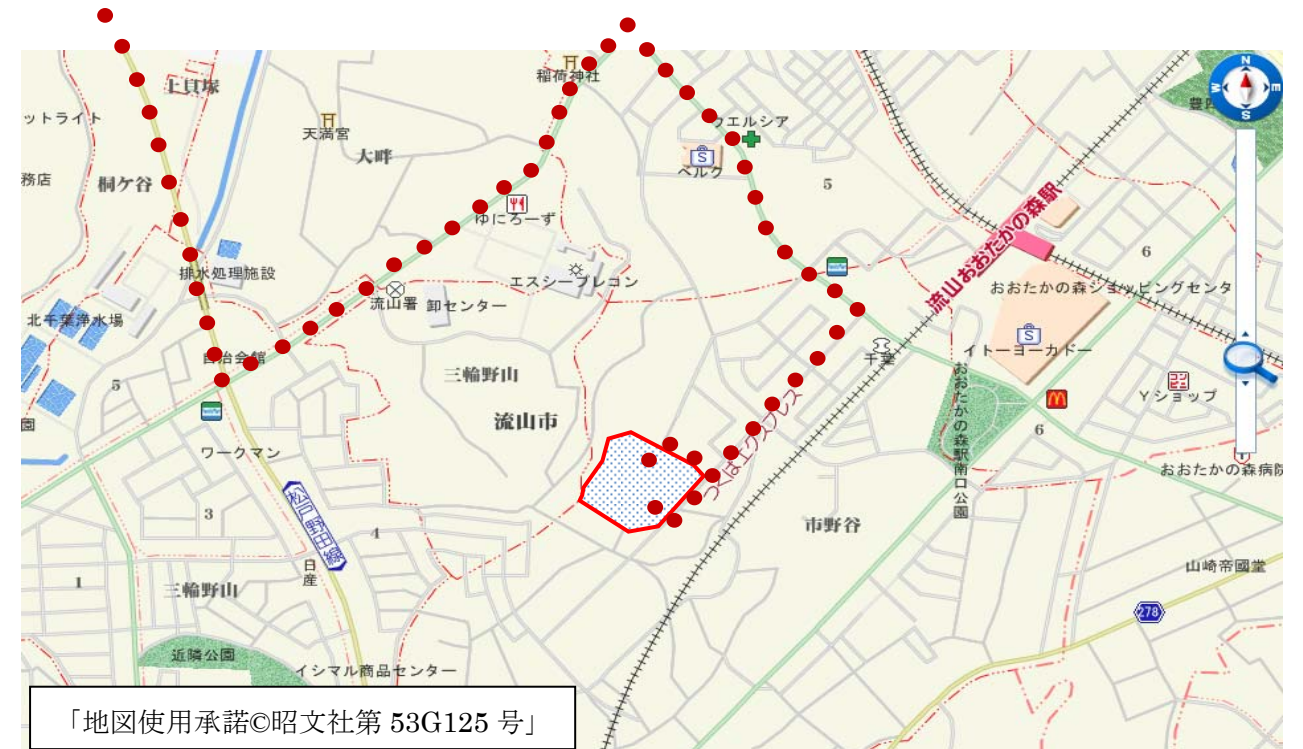 稲荷神社
上貝塚
ットライト
天満宮
ウエルシア
大畔
S
ベルク
務店
桐ケ谷
5
ゆにろーず
流山おおたかの森駅
6
排水処理施設
エスシープレコン
流山署
卸センター
おおたかの森ショッピングセンタ
北千葉浄水場
S
イトーヨーカドー
自治会館
千葉
三輪野山
5
Yショップ
おおたかの森駅南口公園
流山市
園
6
ワークマン
つくばエクスプレス
おおたかの森病院
松戸野田線
3
市野谷
4
日産
1
三輪野山
山崎帝國堂
278
近隣公園
イシマル商品センター
「地図使用承諾©昭文社第 53G125 号」
N
W
E
S